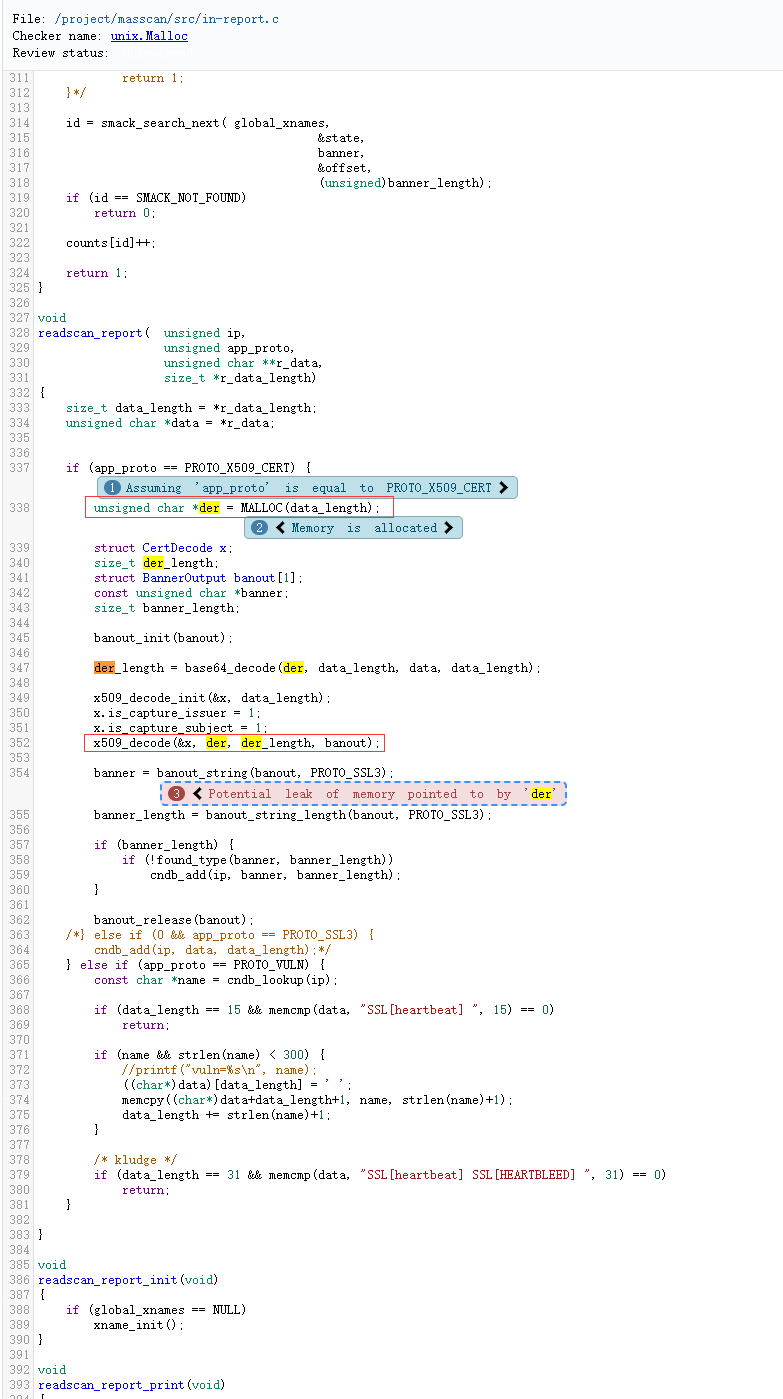 File: /project/masscan/src/in-report.c
Checker name: unix.Malloc
Review status:
311 return 1;
312 }*/
313
314 id = smack_search_next( global_xnames,
315 &state,
316 banner,
317 &offset,
318 (unsigned)banner_length);
319 if (id == SMACK_NOT_FOUND)
320 return 0;
321
322 counts[id]++;
323
324 return 1;
325 }
326
327 void
328 readscan_report( unsigned ip,
329 unsigned app_proto,
330 unsigned char **r_data,
331 size_t *r_data_length)
332 {
333 size_t data_length = *r_data_length;
334 unsigned char *data = *r_data;
335
336
337 if (app_proto == PROTO_X509_CERT) {
1 Assuming 'app_proto' is equal to PROTO_X509_CERT
338 unsigned char *der = MALLOC(data_length);
2 Memory is allocated
339 struct CertDecode x;
340 size_t der_length;
341 struct BannerOutput banout[1];
342 const unsigned char *banner;
343 size_t banner_length;
344
345 banout_init(banout);
346
347 der_length = base64_decode(der, data_length, data, data_length);
348
349 x509_decode_init(&x, data_length);
350 x.is_capture_issuer = 1;
351 x.is_capture_subject = 1;
352 x509_decode(&x, der, der_length, banout);
353
354 banner = banout_string(banout, PROTO_SSL3);
3 Potential leak of memory pointed to by 'der'
355 banner_length = banout_string_length(banout, PROTO_SSL3);
356
357 if (banner_length) {
358 if (!found_type(banner, banner_length))
359 cndb_add(ip, banner, banner_length);
360 }
361
362 banout_release(banout);
363 /*} else if (0 && app_proto == PROTO_SSL3) {
364 cndb_add(ip, data, data_length);*/
365 } else if (app_proto == PROTO_VULN) {
366 const char *name = cndb_lookup(ip);
367
368 if (data_length == 15 && memcmp(data, "SSL[heartbeat] ", 15) == 0)
369 return;
370
371 if (name && strlen(name) < 300) {
372 //printf("vuln=%s\n", name);
373 ((char*)data)[data_length] = ' ';
374 memcpy((char*)data+data_length+1, name, strlen(name)+1);
375 data_length += strlen(name)+1;
376 }
377
378 /* kludge */
379 if (data_length == 31 && memcmp(data, "SSL[heartbeat] SSL[HEARTBLEED] ", 31) == 0)
380 return;
381 }
382
383 }
384
385 void
386 readscan_report_init(void)
387 {
388 if (global_xnames == NULL)
389 xname_init();
390 }
391
392 void
393 readscan_report_print(void)